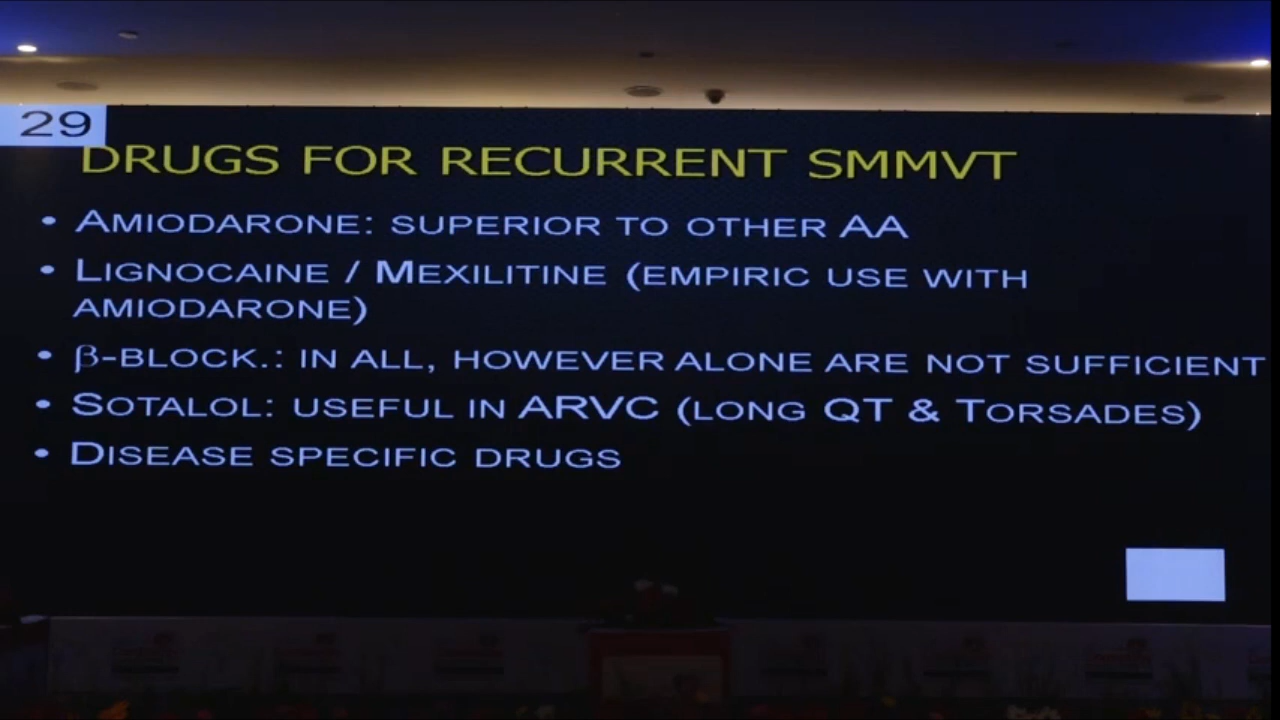 29
DRUGS FOR RECURRENT SMMVT
• AMIODARONE: SUPERIOR TO OTHER AA
• LIGNOCAINE / MEXILITINE (EMPIRIC USE WITH
AMIODARONE)
• β-BLOCK.: IN ALL, HOWEVER ALONE ARE NOT SUFFICIENT
• SOTALOL: USEFUL IN ARVC (LONG QT & TORSADES)
• DISEASE SPECIFIC DRUGS